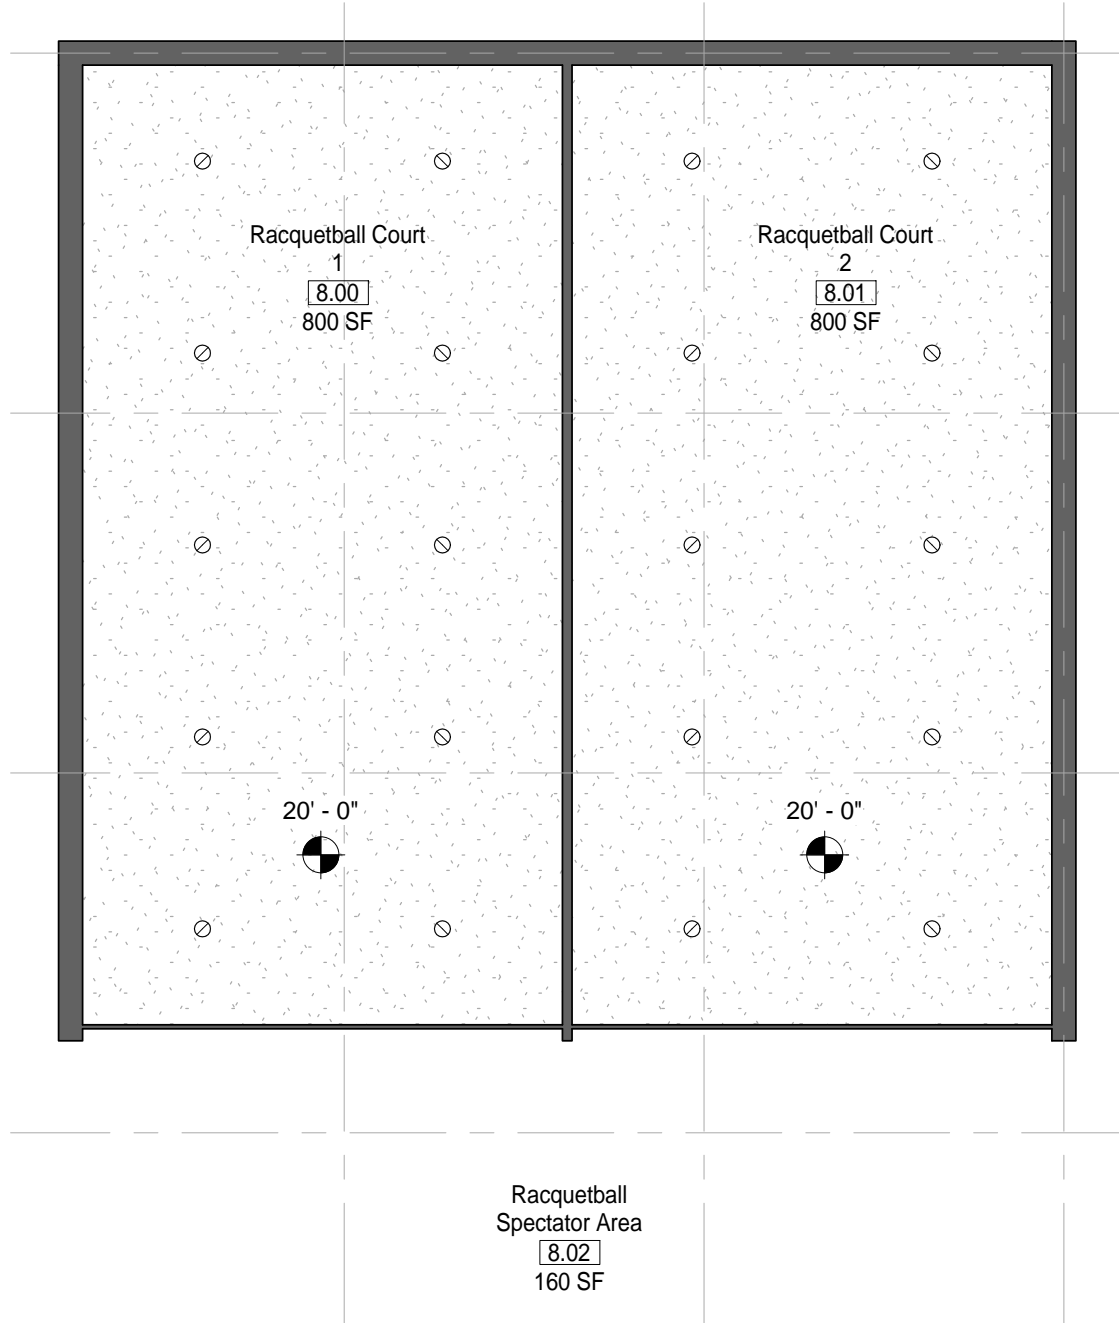 Racquetball Court
1
8.00
800 SF
Racquetball Court
2
8.01
800 SF
20' - 0"
20' - 0"
Racquetball
Spectator Area
8.02
160 SF